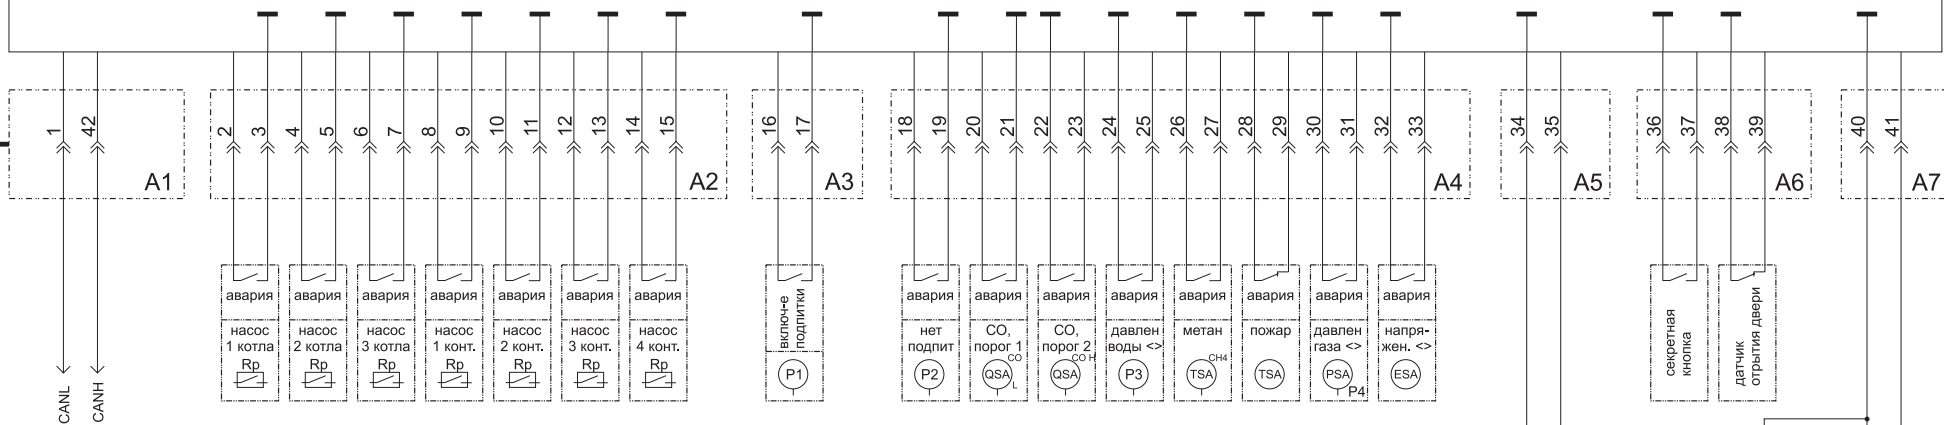 1 42
A1
2 3 4 5 6 7 8 9 10 11 12 13 14 15
A2
16 17
A3
18 19 20 21 22 23 24 25 26 27 28 29 30 31 32 33
A4
34 35
A5
36 37 38 39
A6
40 41
A7
CANL
CANH
авария
насос
1 котла
Rp
авария
насос
2 котла
Rp
авария
насос
3 котла
Rp
авария
насос
1 конт.
Rp
авария
насос
2 конт.
Rp
авария
насос
3 конт.
Rp
авария
насос
4 конт.
Rp
включ-е
подпитки
P1
авария
нет
подпит
P2
авария
CO,
порог 1
CO
QSA
L
авария
CO,
порог 2
CO H
QSA
авария
давлен
воды <>
P3
авария
метан
CH4
TSA
авария
пожар
TSA
авария
давлен
газа <>
PSA
P4
авария
напря-
жен. <>
ESA
секретная
кнопка
датчик
отрытия двери